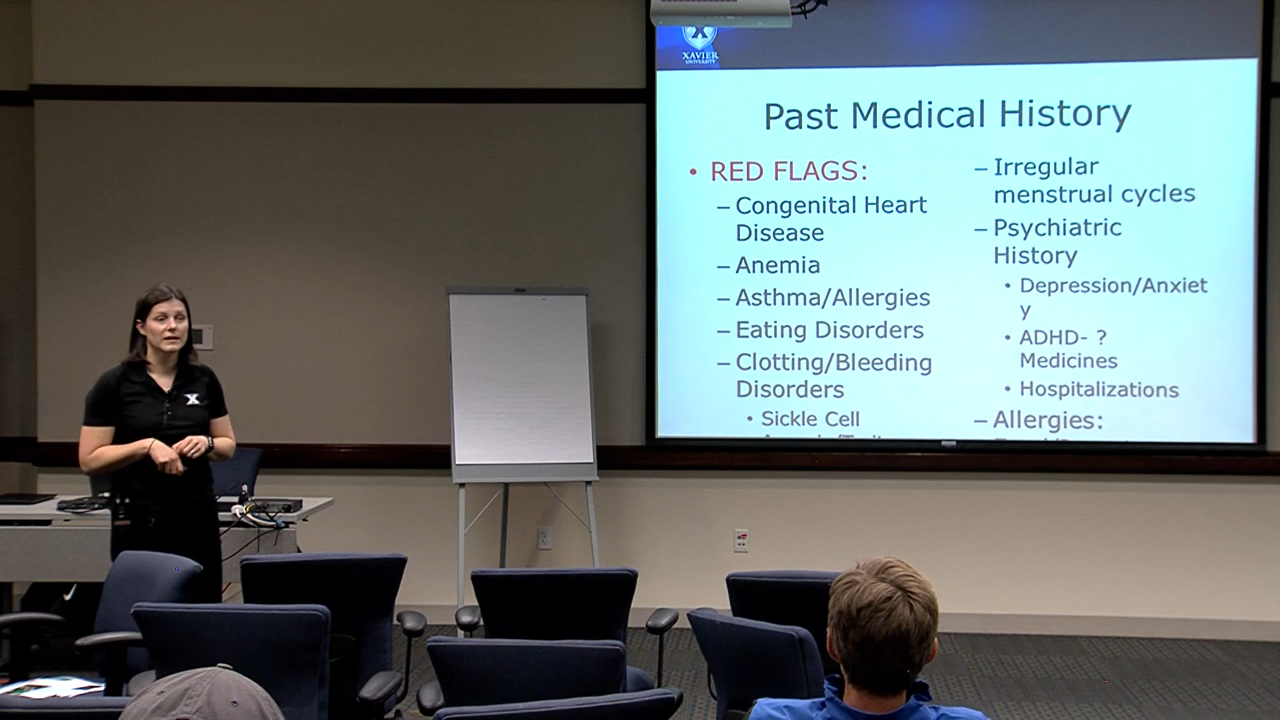 XAVIER
UNIVERSITY
Past Medical History
• RED FLAGS:
– Congenital Heart
Disease
– Anemia
– Asthma/Allergies
– Eating Disorders
– Clotting/Bleeding
Disorders
• Sickle Cell
– Irregular
menstrual cycles
– Psychiatric
History
• Depression/Anxiet
y
• ADHD- ?
Medicines
• Hospitalizations
– Allergies:
X